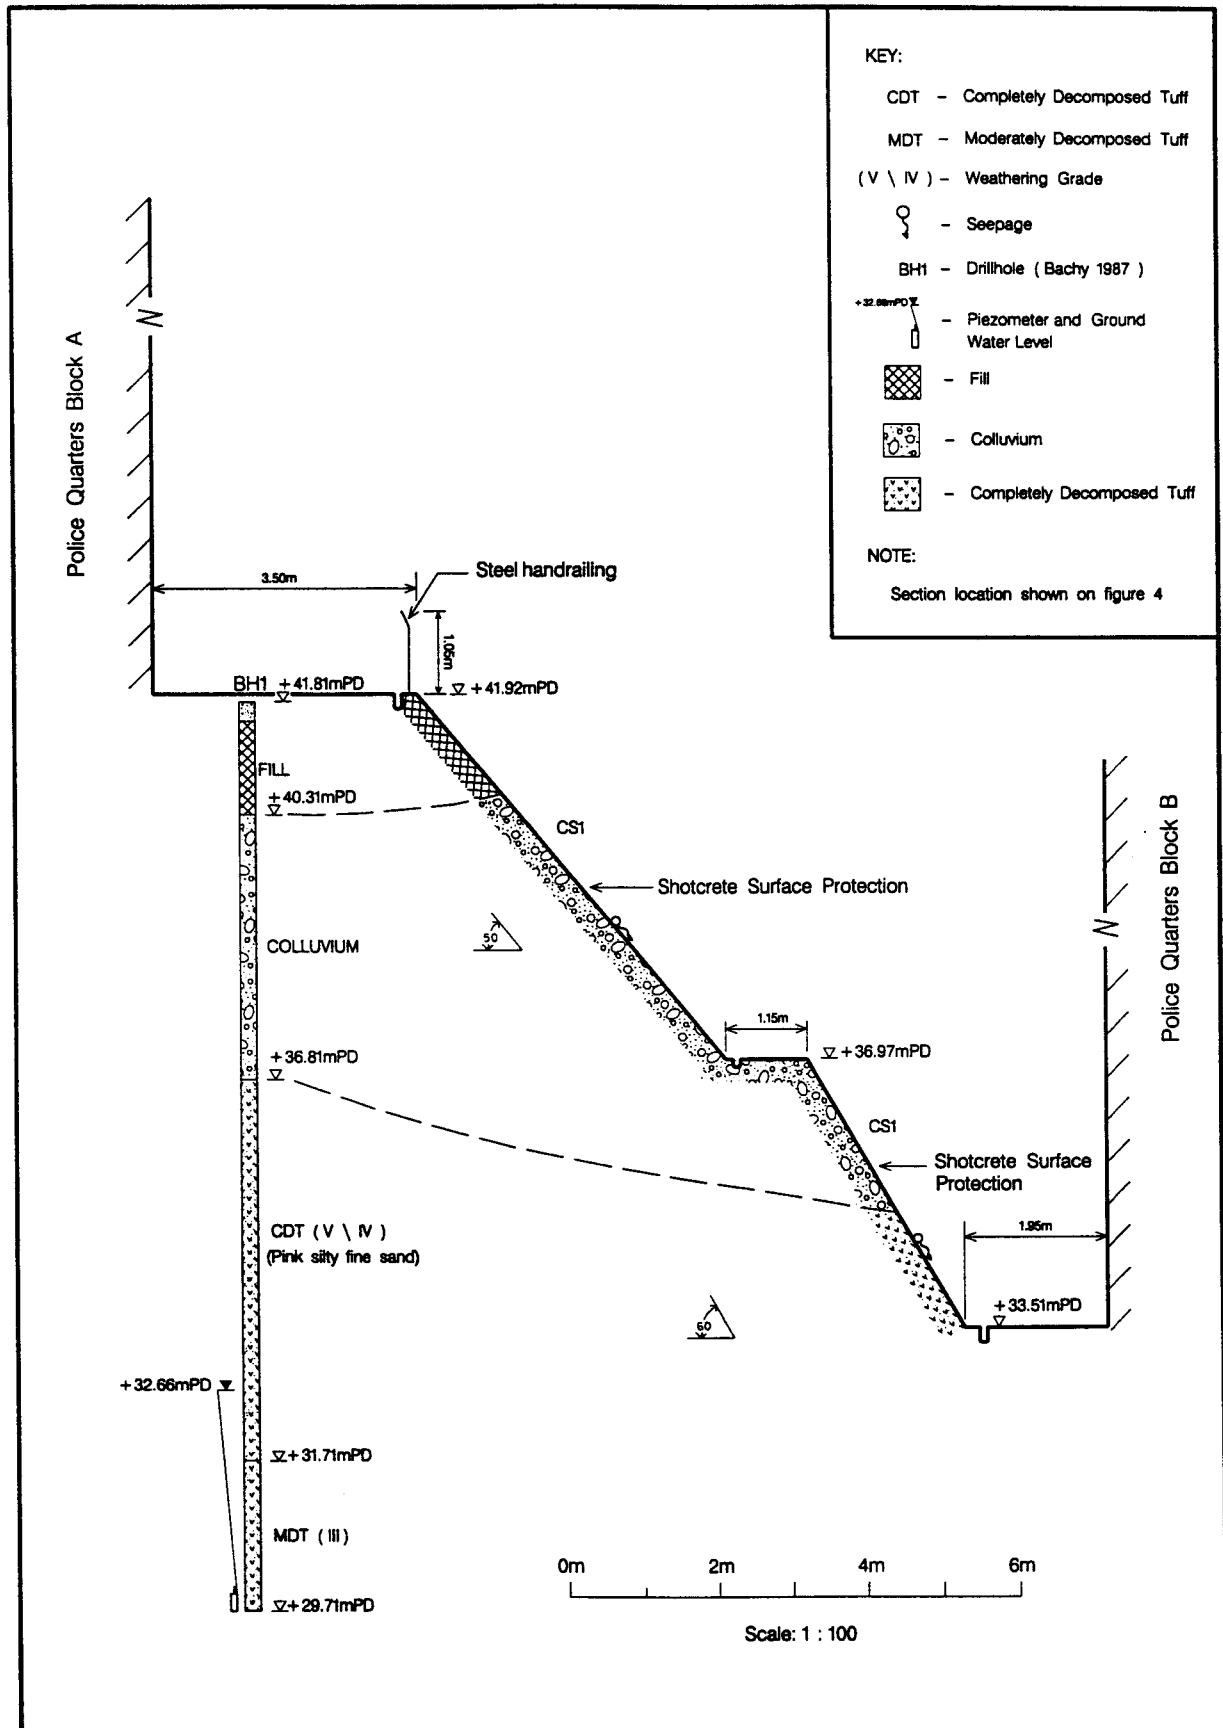 KEY:
CDT - Completely Decomposed Tuff
MDT - Moderately Decomposed Tuff
( V \ IV ) - Weathering Grade
- Seepage
BH1 - Drillhole ( Bachy 1987 )
- Piezometer and Ground
Water Level
- Fill
- Colluvium
- Completely Decomposed Tuff
NOTE:
Section location shown on figure 4
Police Quarters Block A
3.50m
Steel handrailing
1.05m
BH1 +41.81mPD
+41.92mPD
FILL
+40.31mPD
CS1
Shotcrete Surface Protection
50
COLLUVIUM
Police Quarters Block B
1.15m
+36.97mPD
+36.81mPD
CS1
Shotcrete Surface
Protection
1.95m
CDT ( V \ IV )
(Pink silty fine sand)
+33.51mPD
60
+32.66mPD
+31.71mPD
MDT ( III )
+29.71mPD
0m 2m 4m 6m
Scale: 1 : 100